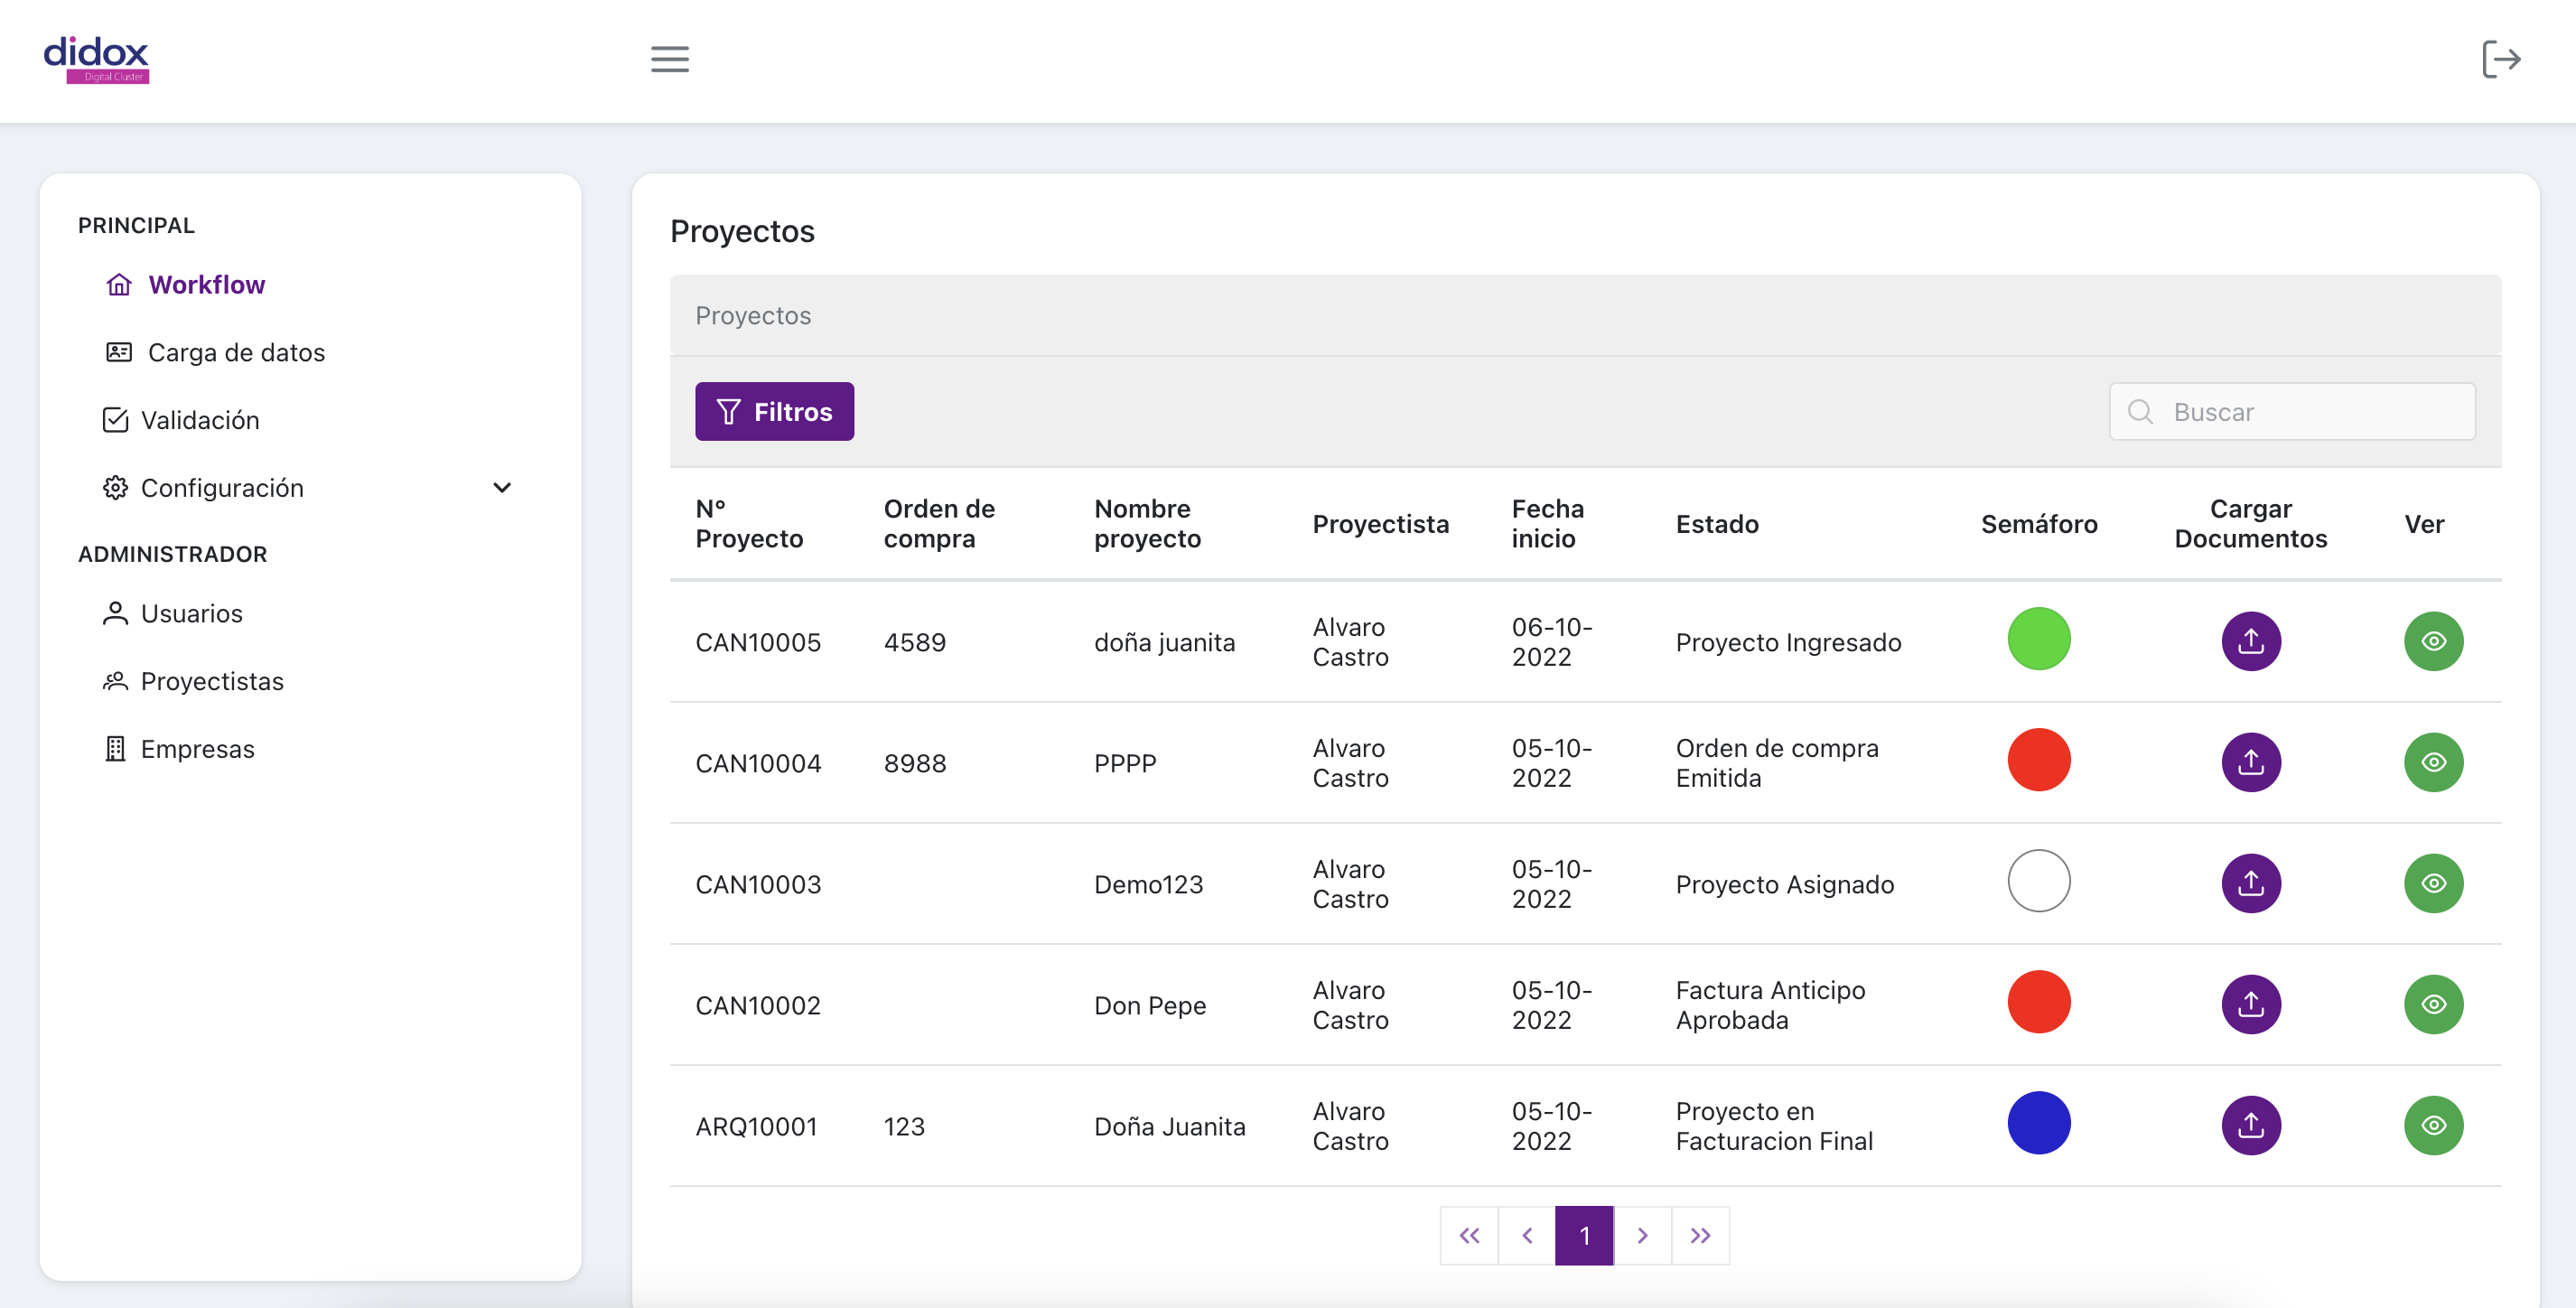 didox
Digital Cluster
PRINCIPAL
Workflow
Carga de datos
Validación
Configuración
ADMINISTRADOR
Usuarios
Proyectistas
Empresas
Proyectos
Proyectos
Filtros
Buscar
N°
Proyecto
Orden de
compra
Nombre
proyecto
Proyectista
Fecha
inicio
Estado
Semáforo
Cargar
Documentos
Ver
CAN10005
4589
doña juanita
Alvaro
Castro
06-10-
2022
Proyecto Ingresado
CAN10004
8988
PPPP
Alvaro
Castro
05-10-
2022
Orden de compra
Emitida
CAN10003
Demo123
Alvaro
Castro
05-10-
2022
Proyecto Asignado
CAN10002
Don Pepe
Alvaro
Castro
05-10-
2022
Factura Anticipo
Aprobada
ARQ10001
123
Doña Juanita
Alvaro
Castro
05-10-
2022
Proyecto en
Facturacion Final
1